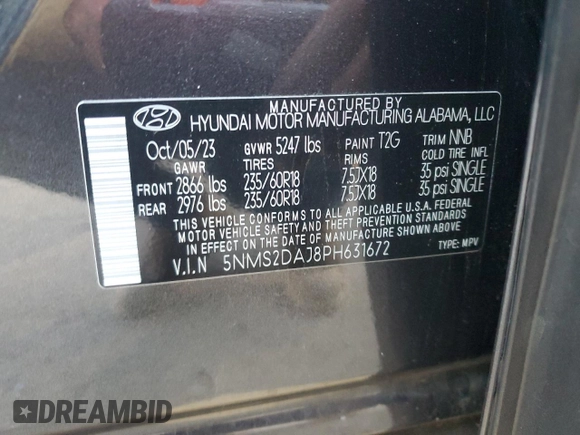 MANUFACTURED BY
HYUNDAI MOTOR MANUFACTURING ALABAMA, LLC
Oct/05/23 GVWR 5247 lbs PAINT T2G TRIM NNB
GAWR TIRES RIMS COLD TIRE INFL
FRONT 2866 lbs 235/60R18 7.5JX18 35 psi SINGLE
REAR 2976 lbs 235/60R18 7.5JX18 35 psi SINGLE
THIS VEHICLE CONFORMS TO ALL APPLICABLE U.S.A. FEDERAL
MOTOR VEHICLE SAFETY AND THEFT PREVENTION STANDARDS
IN EFFECT ON THE DATE OF MANUFACTURE SHOWN ABOVE.
V.I.N 5NMS2DAJ8PH631672 TYPE: MPV
DREAMBID